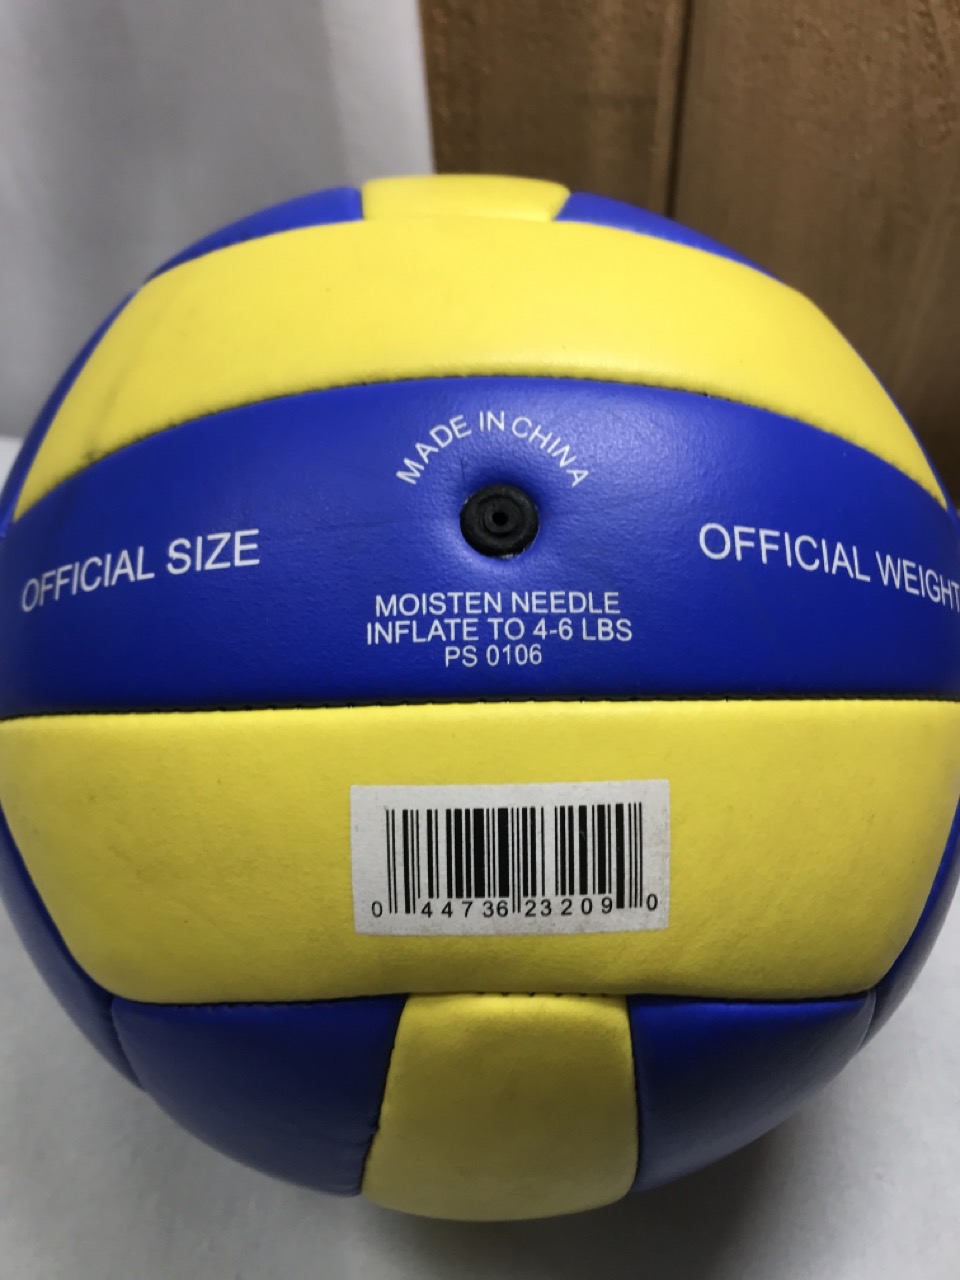 MADE IN CHINA
OFFICIAL SIZE
OFFICIAL WEIGHT
MOISTEN NEEDLE
INFLATE TO 4-6 LBS
PS 0106
0 44736 23209 0